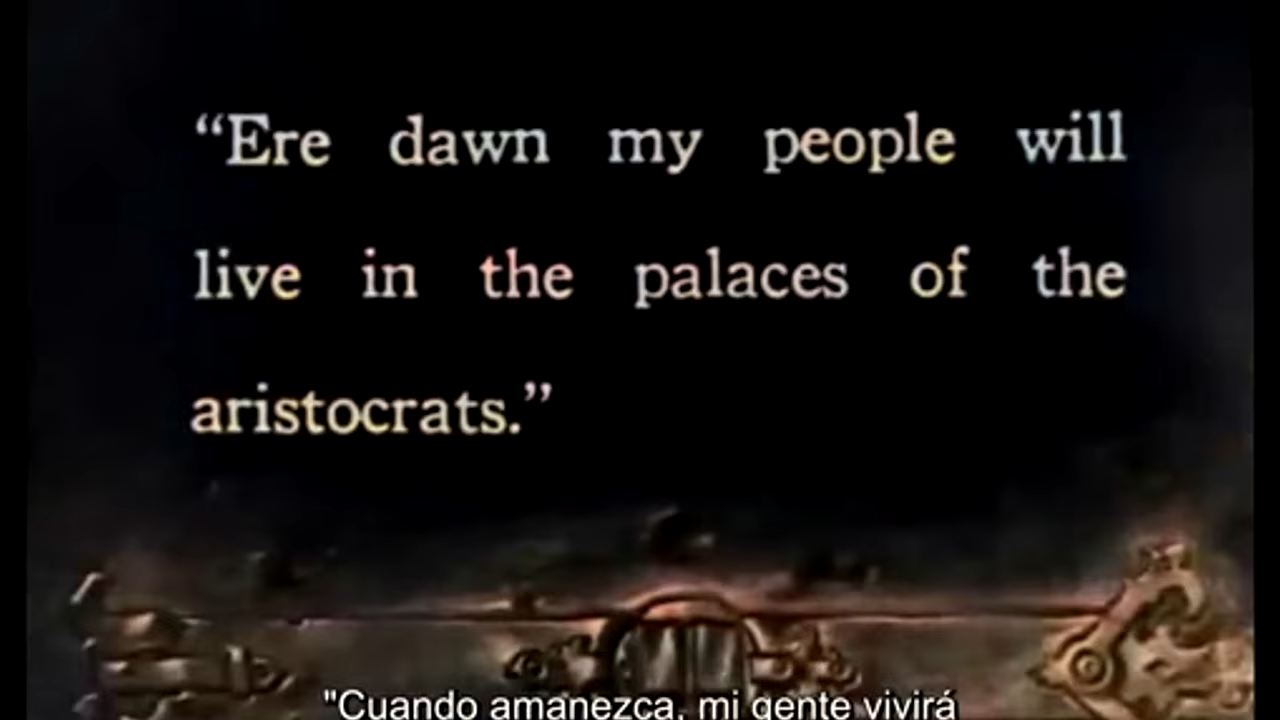 “Ere dawn my people will
live in the palaces of the
aristocrats.”
"Cuando amanezca, mi gente vivirá